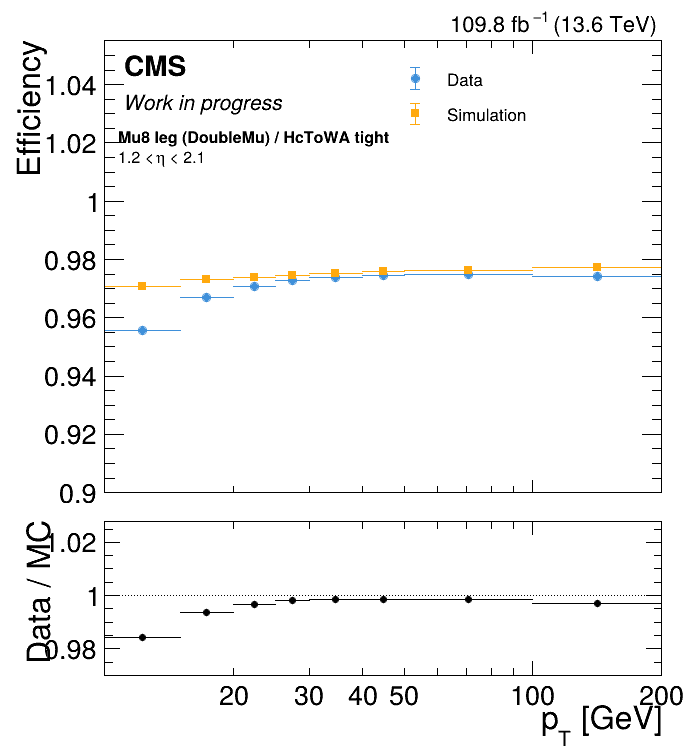 109.8 fb−1 (13.6 TeV)
CMS
Work in progress
Mu8 leg (DoubleMu) / HcToWA tight
1.2 < η < 2.1
Data
Simulation
Efficiency
1.04
1.02
1
0.98
0.96
0.94
0.92
0.9
Data / MC
1.02
1
0.98
20 30 40 50 100 200
pT [GeV]